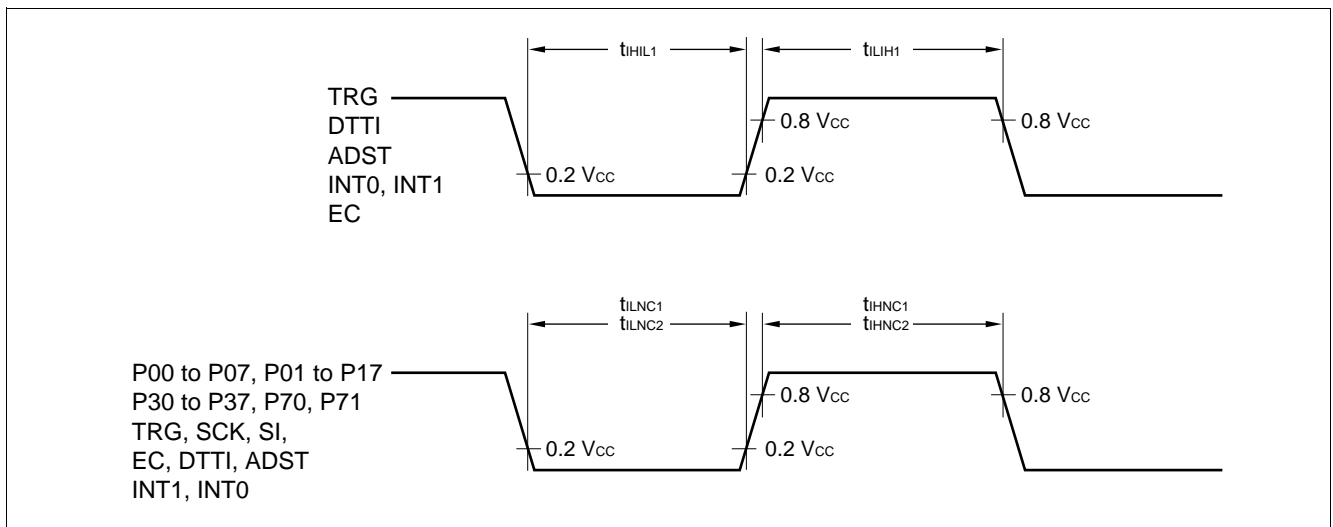 tIHIL1
tILIH1
TRG
DTTI
ADST
INT0, INT1
EC
0.8 Vcc
0.8 Vcc
0.2 Vcc
0.2 Vcc
tILNC1
tILNC2
tIHNC1
tIHNC2
P00 to P07, P01 to P17
P30 to P37, P70, P71
TRG, SCK, SI,
EC, DTTI, ADST
INT1, INT0
0.8 Vcc
0.8 Vcc
0.2 Vcc
0.2 Vcc